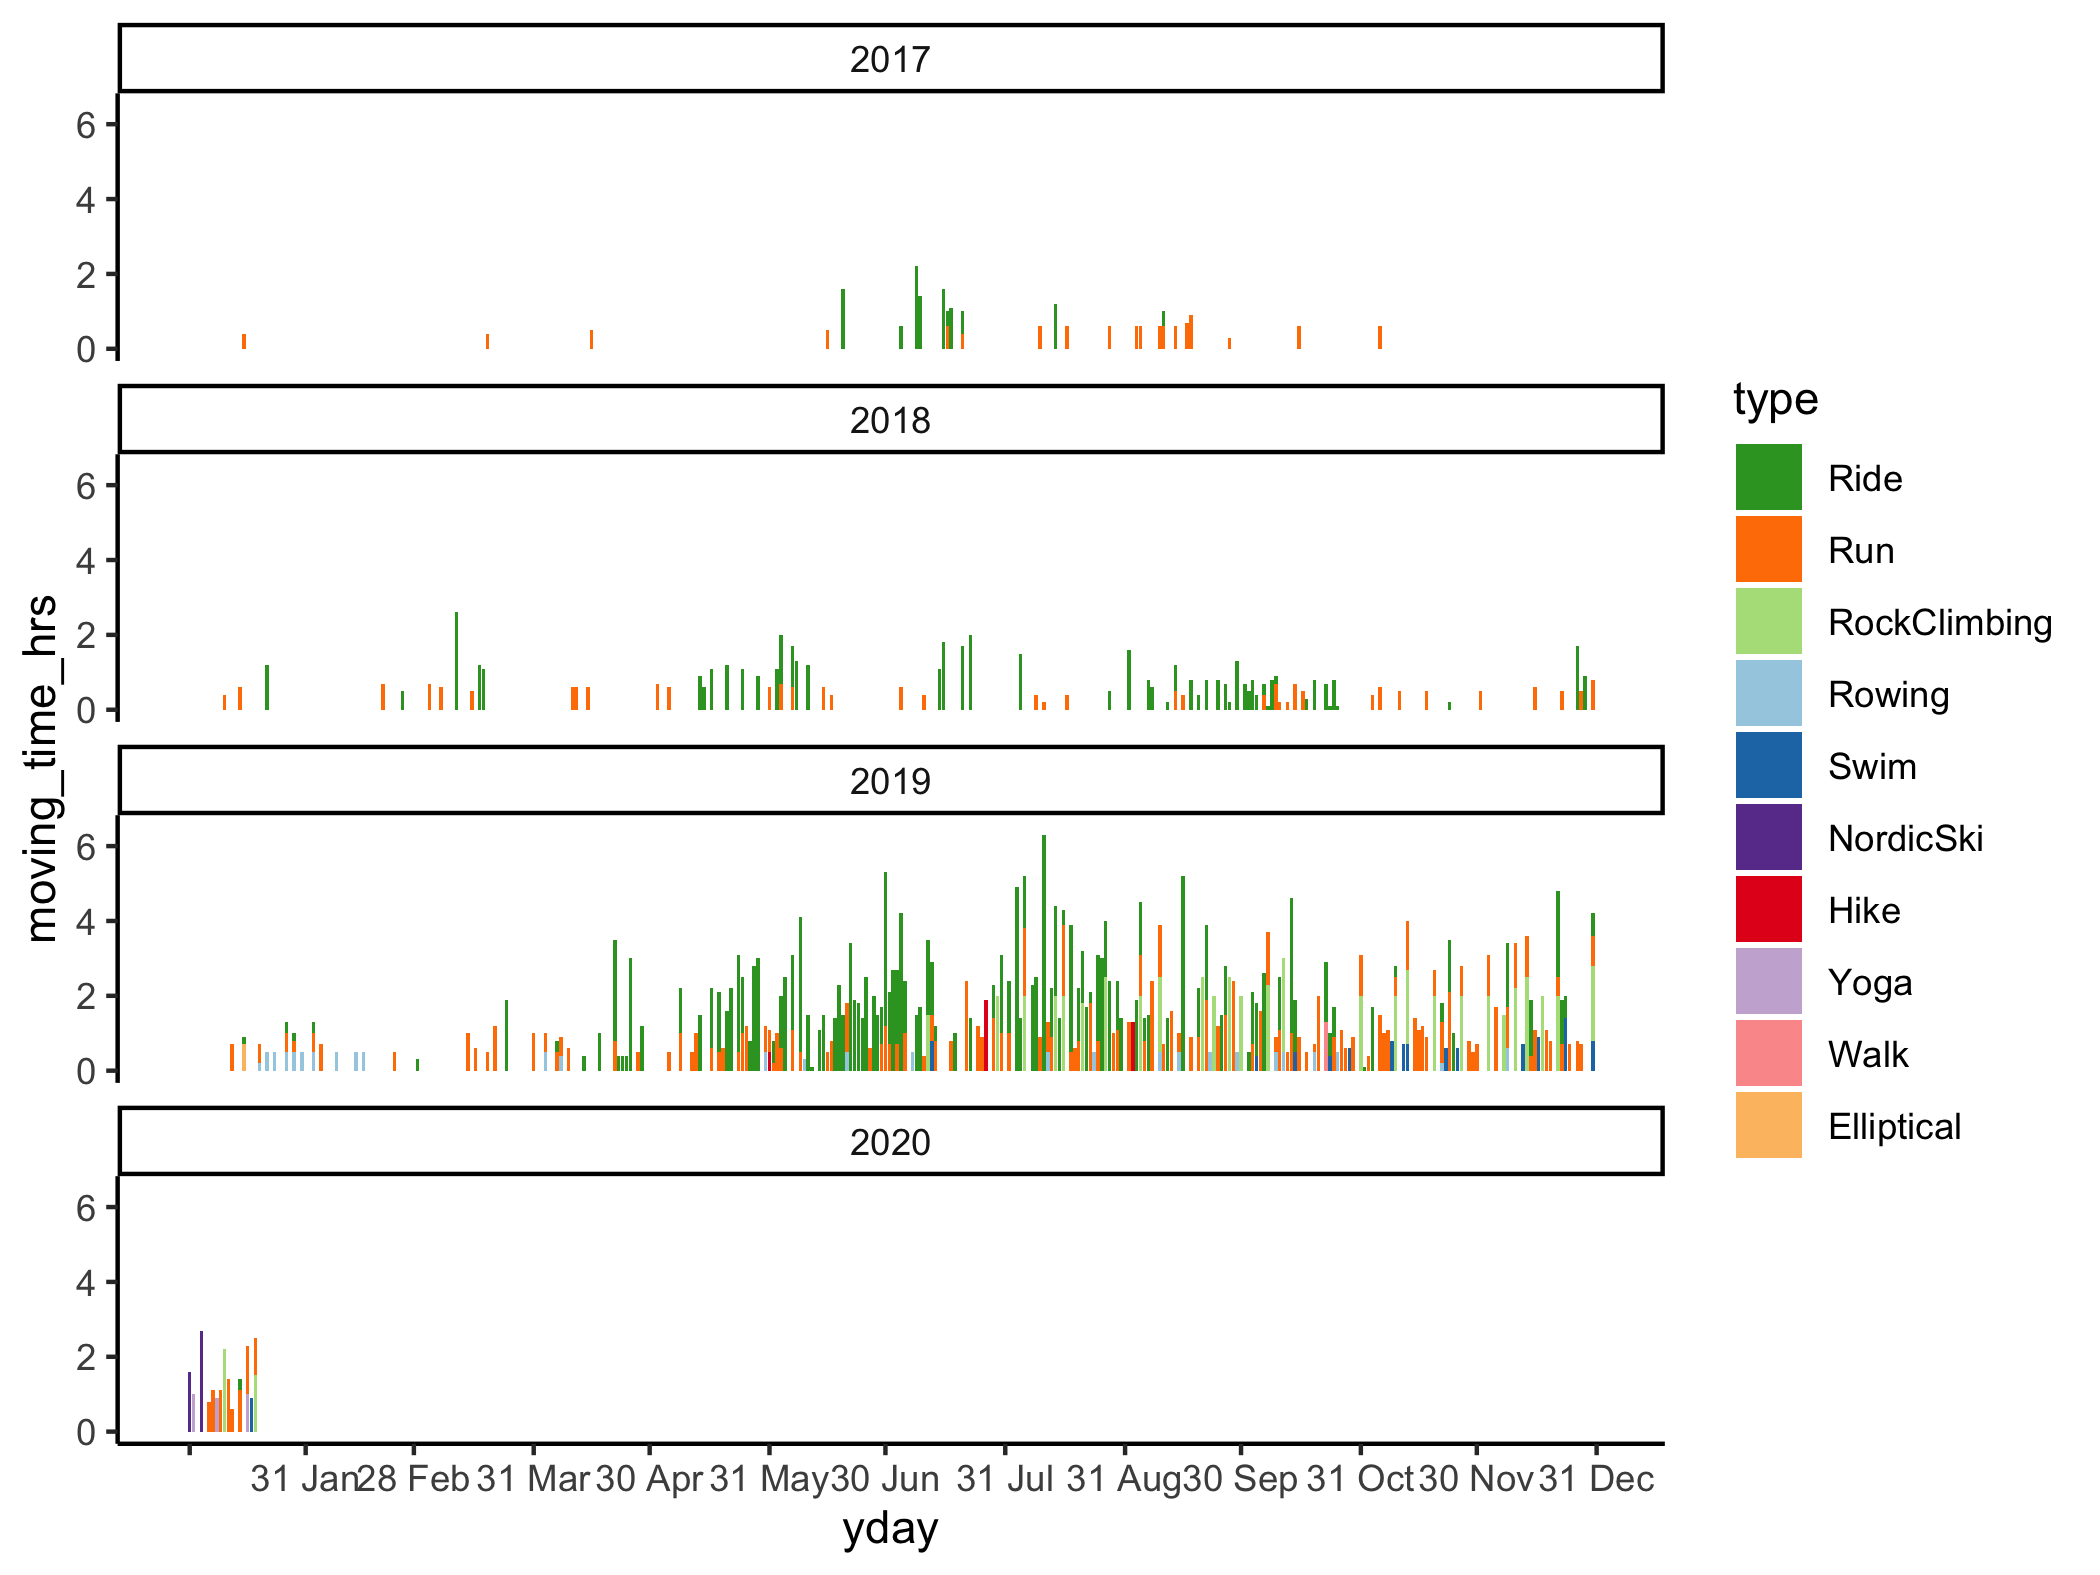 2017
6
4
2
0
2018
6
4
2
0
2019
6
4
2
0
2020
6
4
2
0
moving_time_hrs
31 Jan 28 Feb 31 Mar 30 Apr 31 May 30 Jun 31 Jul 31 Aug 30 Sep 31 Oct 30 Nov 31 Dec
yday
type
Ride
Run
RockClimbing
Rowing
Swim
NordicSki
Hike
Yoga
Walk
Elliptical